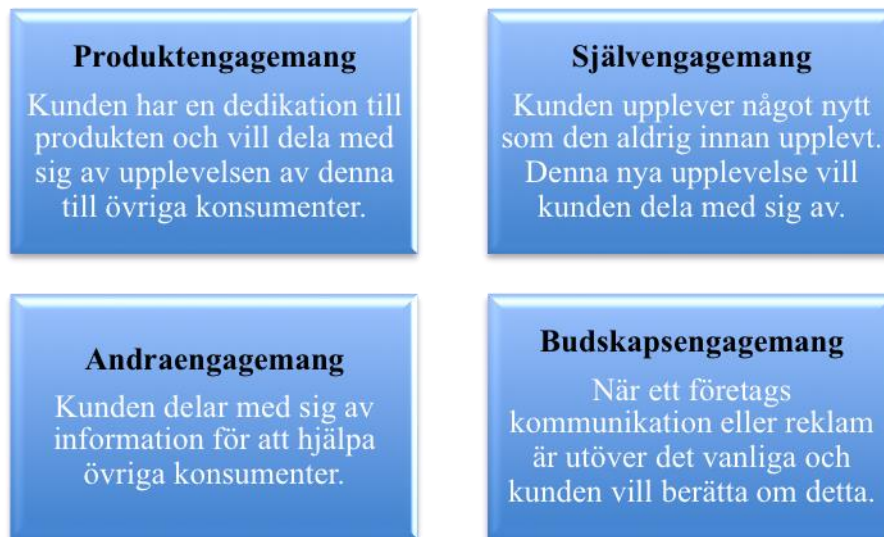 Produktengagemang
Kunden har en dedikation till
produkten och vill dela med
sig av upplevelsen av denna
till övriga konsumenter.
Självengagemang
Kunden upplever något nytt
som den aldrig innan upplevt.
Denna nya upplevelse vill
kunden dela med sig av.
Andraengagemang
Kunden delar med sig av
information för att hjälpa
övriga konsumenter.
Budskapsengagemang
När ett företags
kommunikation eller reklam
är utöver det vanliga och
kunden vill berätta om detta.